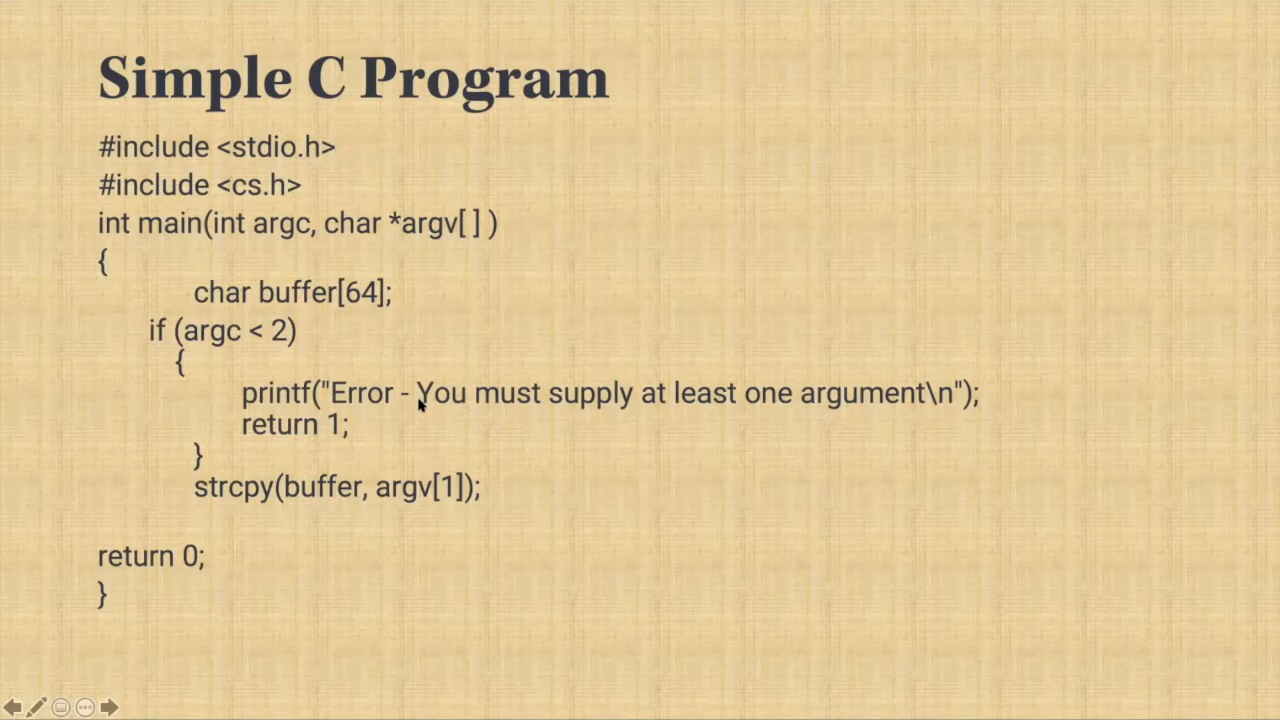 Simple C Program
#include <stdio.h>
#include <cs.h>
int main(int argc, char *argv[ ] )
{
char buffer[64];
if (argc < 2)
{
printf("Error - You must supply at least one argument\n");
return 1;
}
strcpy(buffer, argv[1]);
return 0;
}